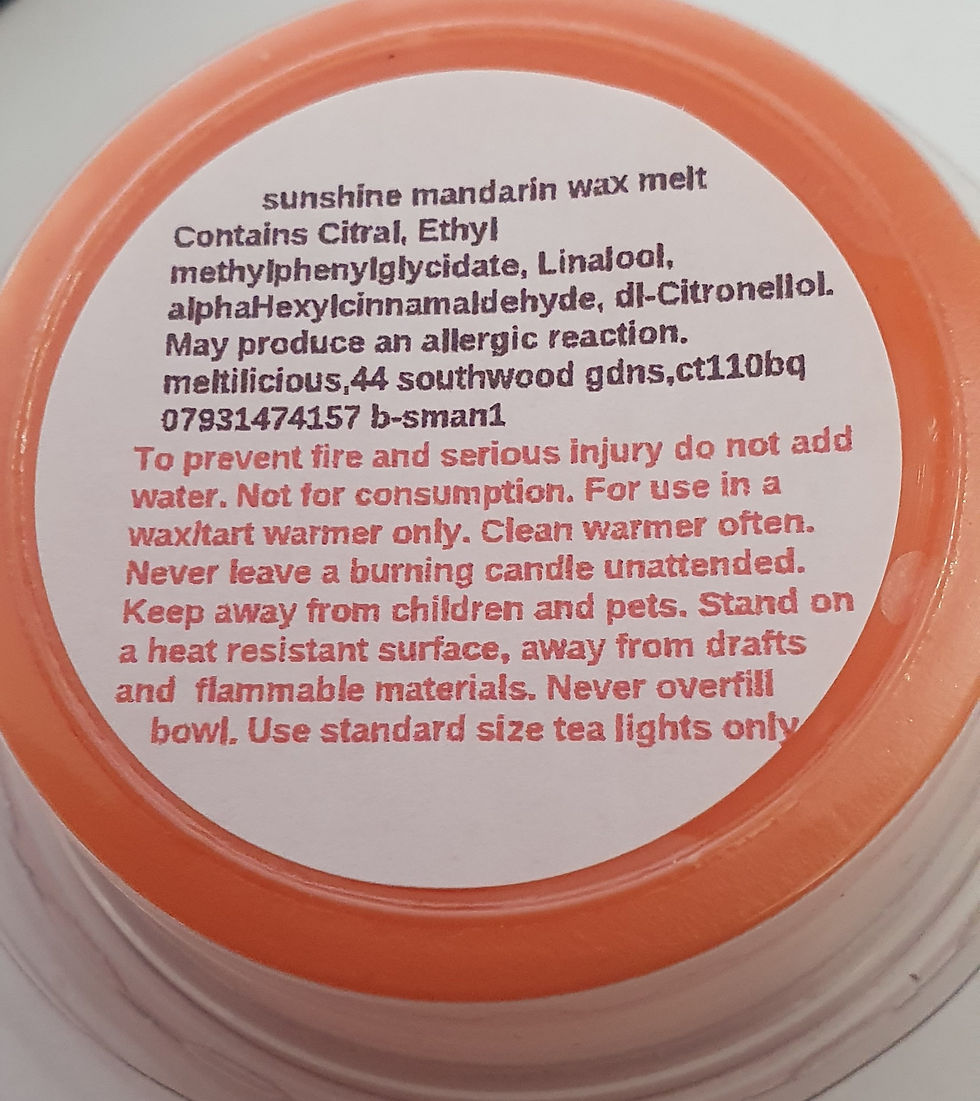 sunshine mandarin wax melt
Contains Citral, Ethyl
methylphenylglycidate, Linalool,
alphaHexylcinnamaldehyde, dl-Citronellol.
May produce an allergic reaction.
meltilicious,44 southwood gdns,ct110bq
07931474157 b-sman1
To prevent fire and serious injury do not add
water. Not for consumption. For use in a
wax/tart warmer only. Clean warmer often.
Never leave a burning candle unattended.
Keep away from children and pets. Stand on
a heat resistant surface, away from drafts
and flammable materials. Never overfill
bowl. Use standard size tea lights only